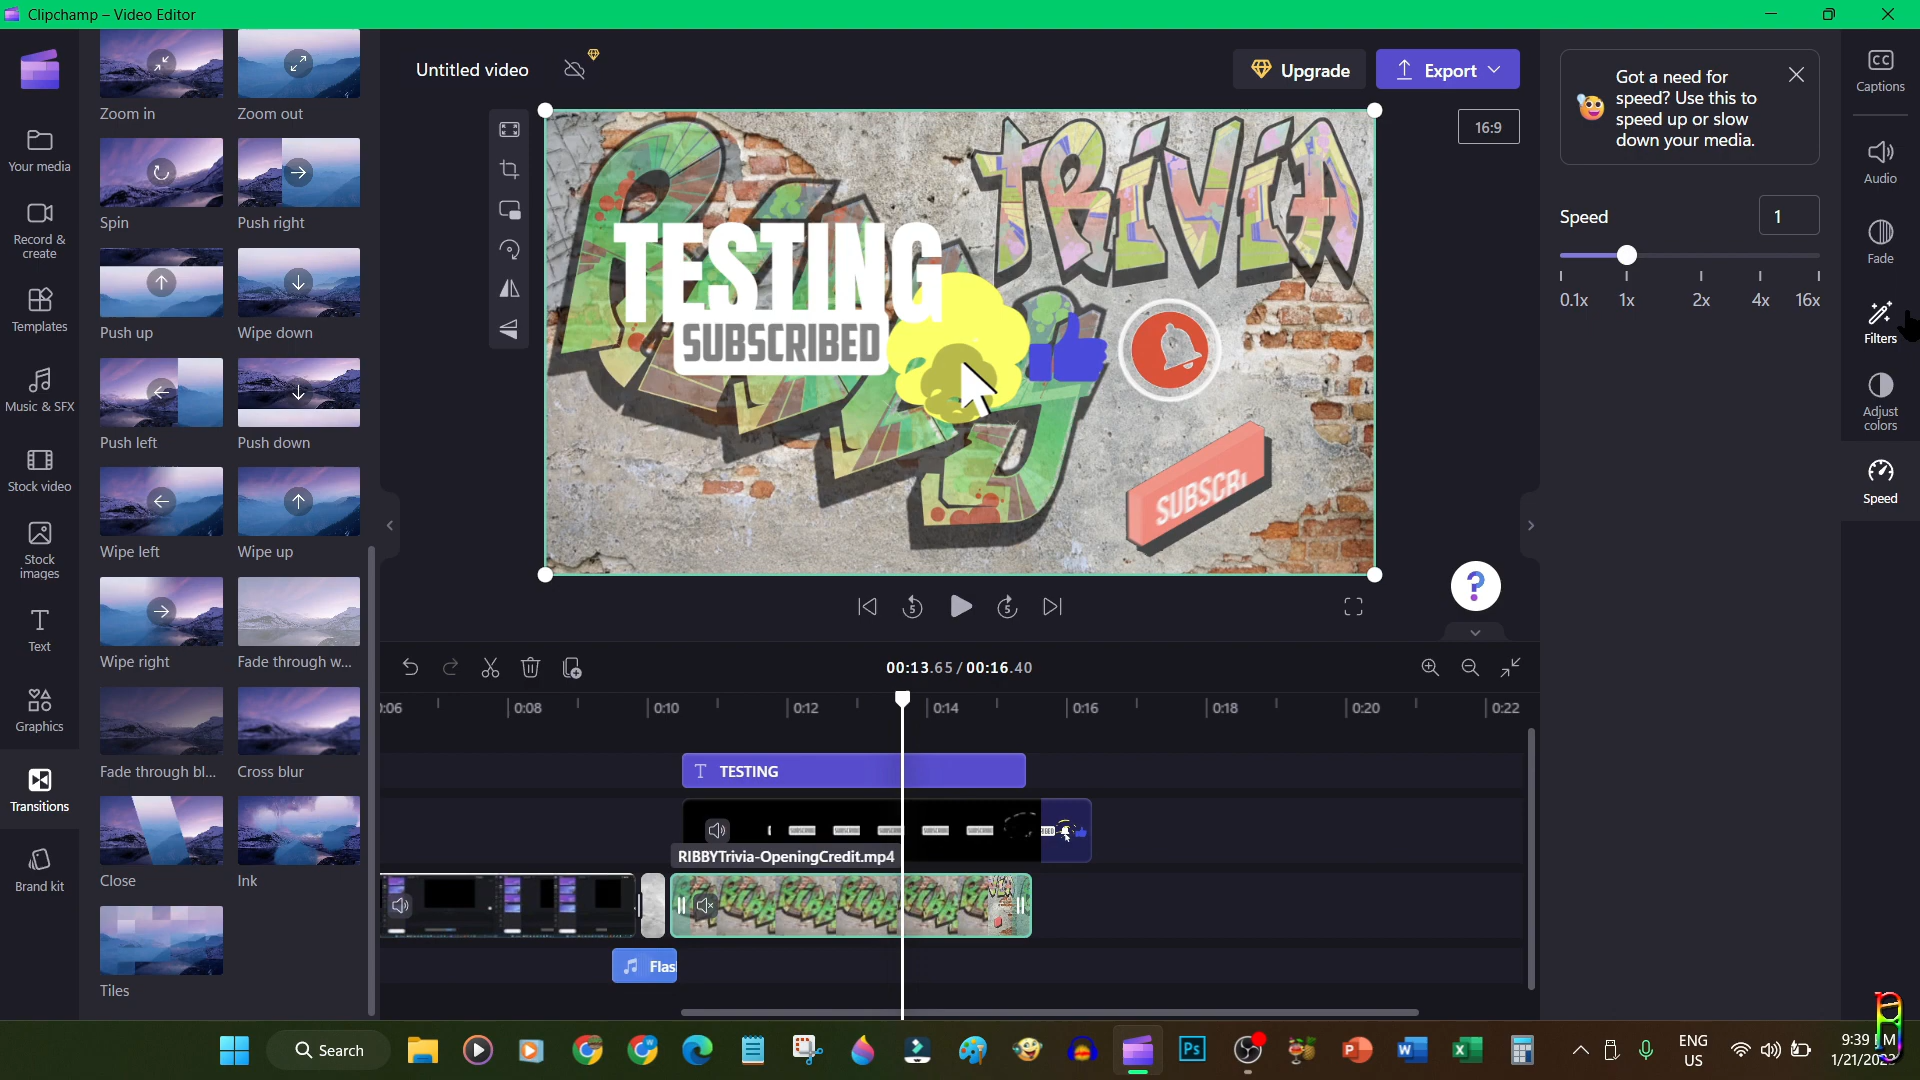 Clipchamp – Video Editor
Your media
Record &
create
Templates
Music & SFX
Stock video
Stock
images
Text
Graphics
Transitions
Brand kit
Zoom in
Zoom out
Spin
Push right
Push up
Wipe down
Push left
Push down
Wipe left
Wipe up
Wipe right
Fade through w...
Fade through bl...
Cross blur
Close
Ink
Tiles
Untitled video
Upgrade
Export
16:9
TRIVIA
TESTING
SUBSCRIBED
SUBSCRI
?
5
5
00:13.65 / 00:16.40
0:06
0:08
0:10
0:12
0:14
0:16
0:18
0:20
0:22
TESTING
RIBBYTrivia-OpeningCredit.mp4
Flas
Got a need for
speed? Use this to
speed up or slow
down your media.
Speed
1
0.1x
1x
2x
4x
16x
CC
Captions
Audio
Fade
Filters
Adjust
colors
Speed
Search
Ps
ENG
US
9:39
1/21/20